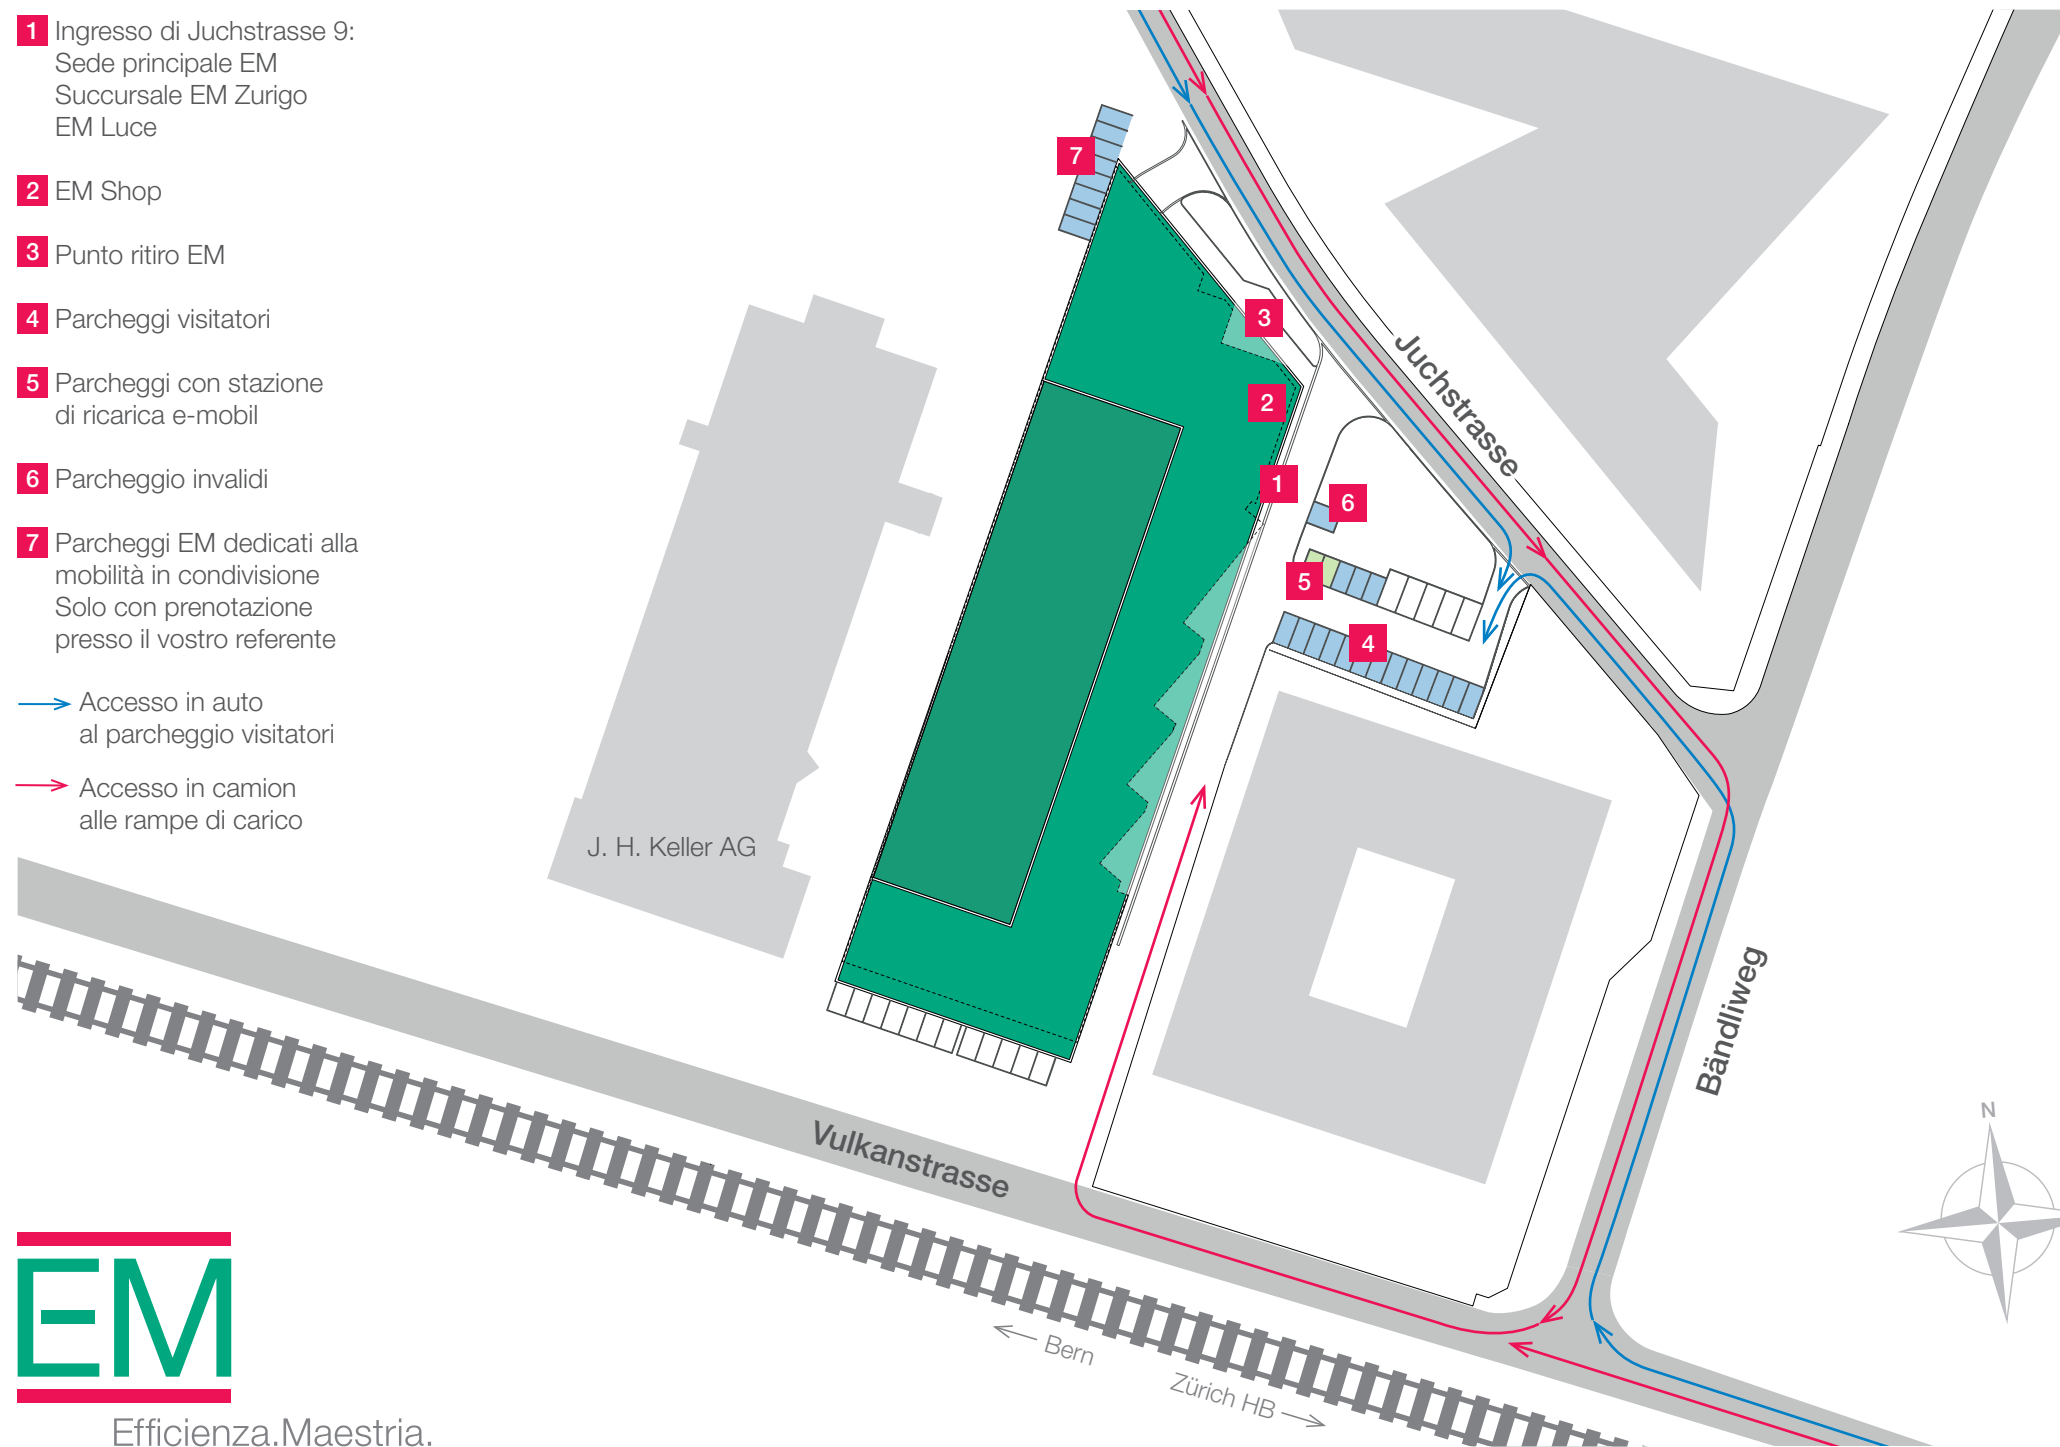 1 Ingresso di Juchstrasse 9:
Sede principale EM
Succursale EM Zurigo
EM Luce
2 EM Shop
3 Punto ritiro EM
4 Parcheggi visitatori
5 Parcheggi con stazione
di ricarica e-mobil
6 Parcheggio invalidi
7 Parcheggi EM dedicati alla
mobilità in condivisione
Solo con prenotazione
presso il vostro referente
Accesso in auto
al parcheggio visitatori
Accesso in camion
alle rampe di carico
7
3
2
1
6
5
4
Juchstrasse
J. H. Keller AG
Bändliweg
Vulkanstrasse
N
Bern
Zürich HB
EM
Efficienza.Maestria.